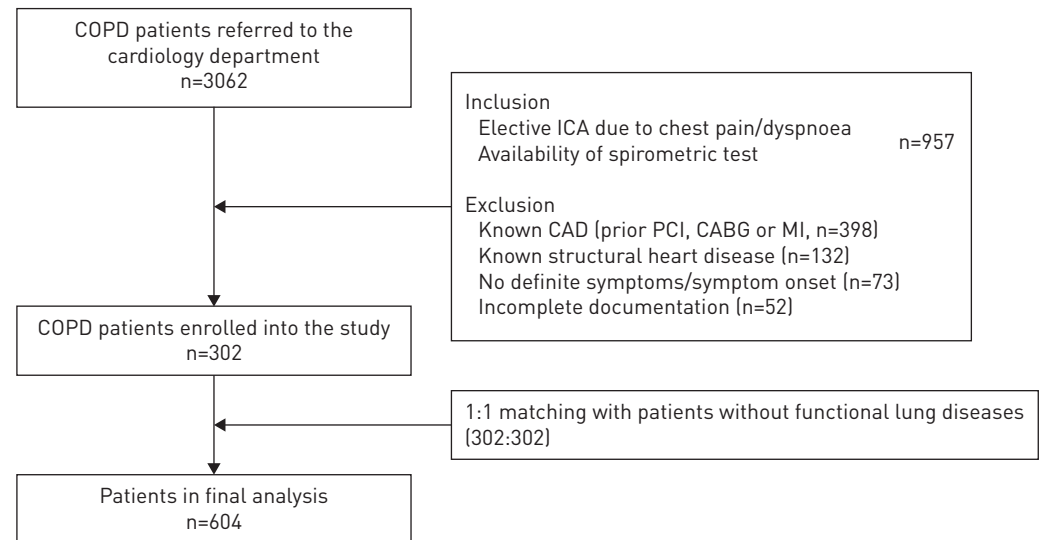 COPD patients referred to the
cardiology department
n=3062
Inclusion
Elective ICA due to chest pain/dyspnoea
Availability of spirometric test
n=957
Exclusion
Known CAD (prior PCI, CABG or MI, n=398)
Known structural heart disease (n=132)
No definite symptoms/symptom onset (n=73)
Incomplete documentation (n=52)
COPD patients enrolled into the study
n=302
1:1 matching with patients without functional lung diseases
(302:302)
Patients in final analysis
n=604